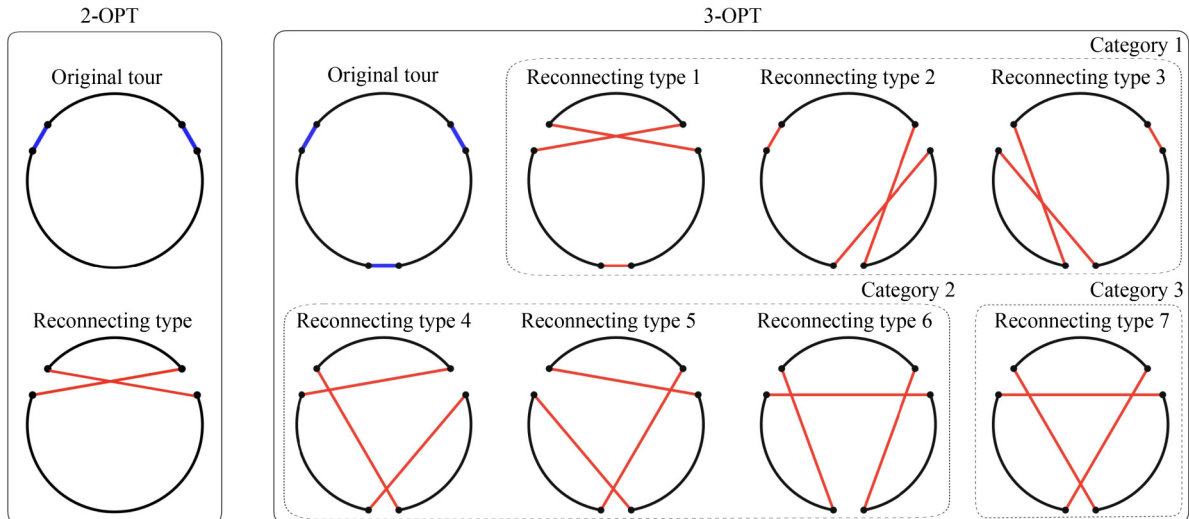 2-OPT
Original tour
Reconnecting type
3-OPT
Category 1
Original tour
Reconnecting type 1
Reconnecting type 2
Reconnecting type 3
Category 2
Category 3
Reconnecting type 4
Reconnecting type 5
Reconnecting type 6
Reconnecting type 7